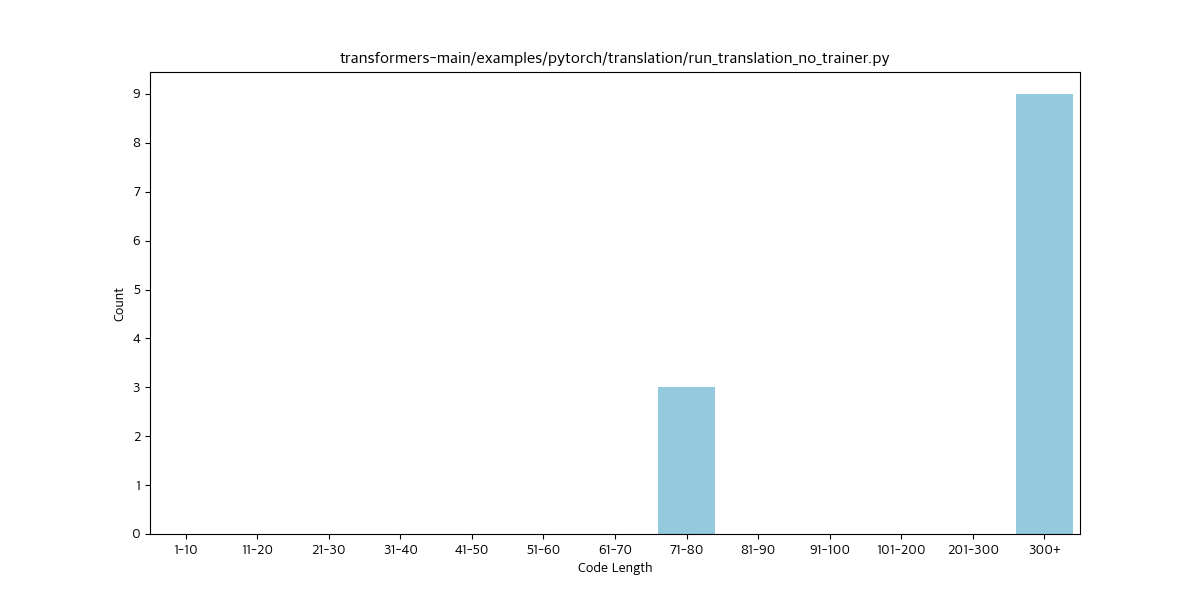 transformers-main/examples/pytorch/translation/run_translation_no_trainer.py
9
8
7
6
5
4
3
2
1
0
Count
1-10 11-20 21-30 31-40 41-50 51-60 61-70 71-80 81-90 91-100 101-200 201-300 300+
Code Length